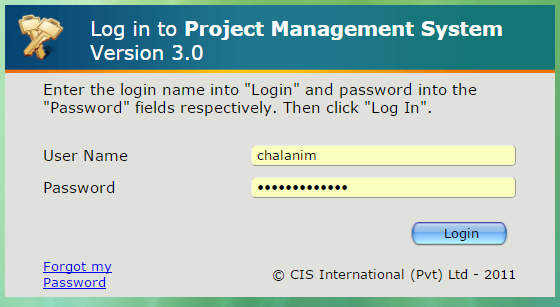 Log in to Project Management System
Version 3.0
Enter the login name into "Login" and password into the
"Password" fields respectively. Then click "Log In".
User Name chalanim
Password •••••••••••••
Login
Forgot my
Password
© CIS International (Pvt) Ltd - 2011